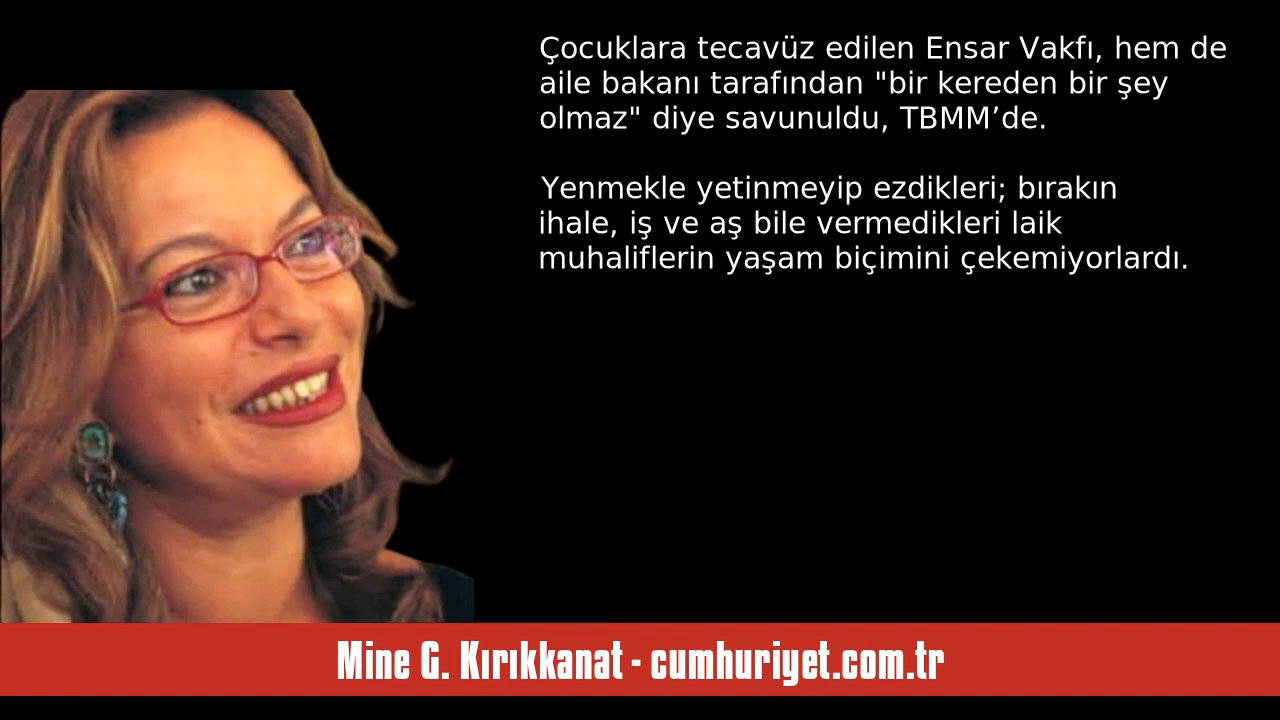 Çocuklara tecavüz edilen Ensar Vakfı, hem de
aile bakanı tarafından "bir kereden bir şey
olmaz" diye savunuldu, TBMM’de.
Yenmekle yetinmeyip ezdikleri; bırakın
ihale, iş ve aş bile vermedikleri laik
muhaliflerin yaşam biçimini çekemiyorlardı.
Mine G. Kırıkkanat - cumhuriyet.com.tr